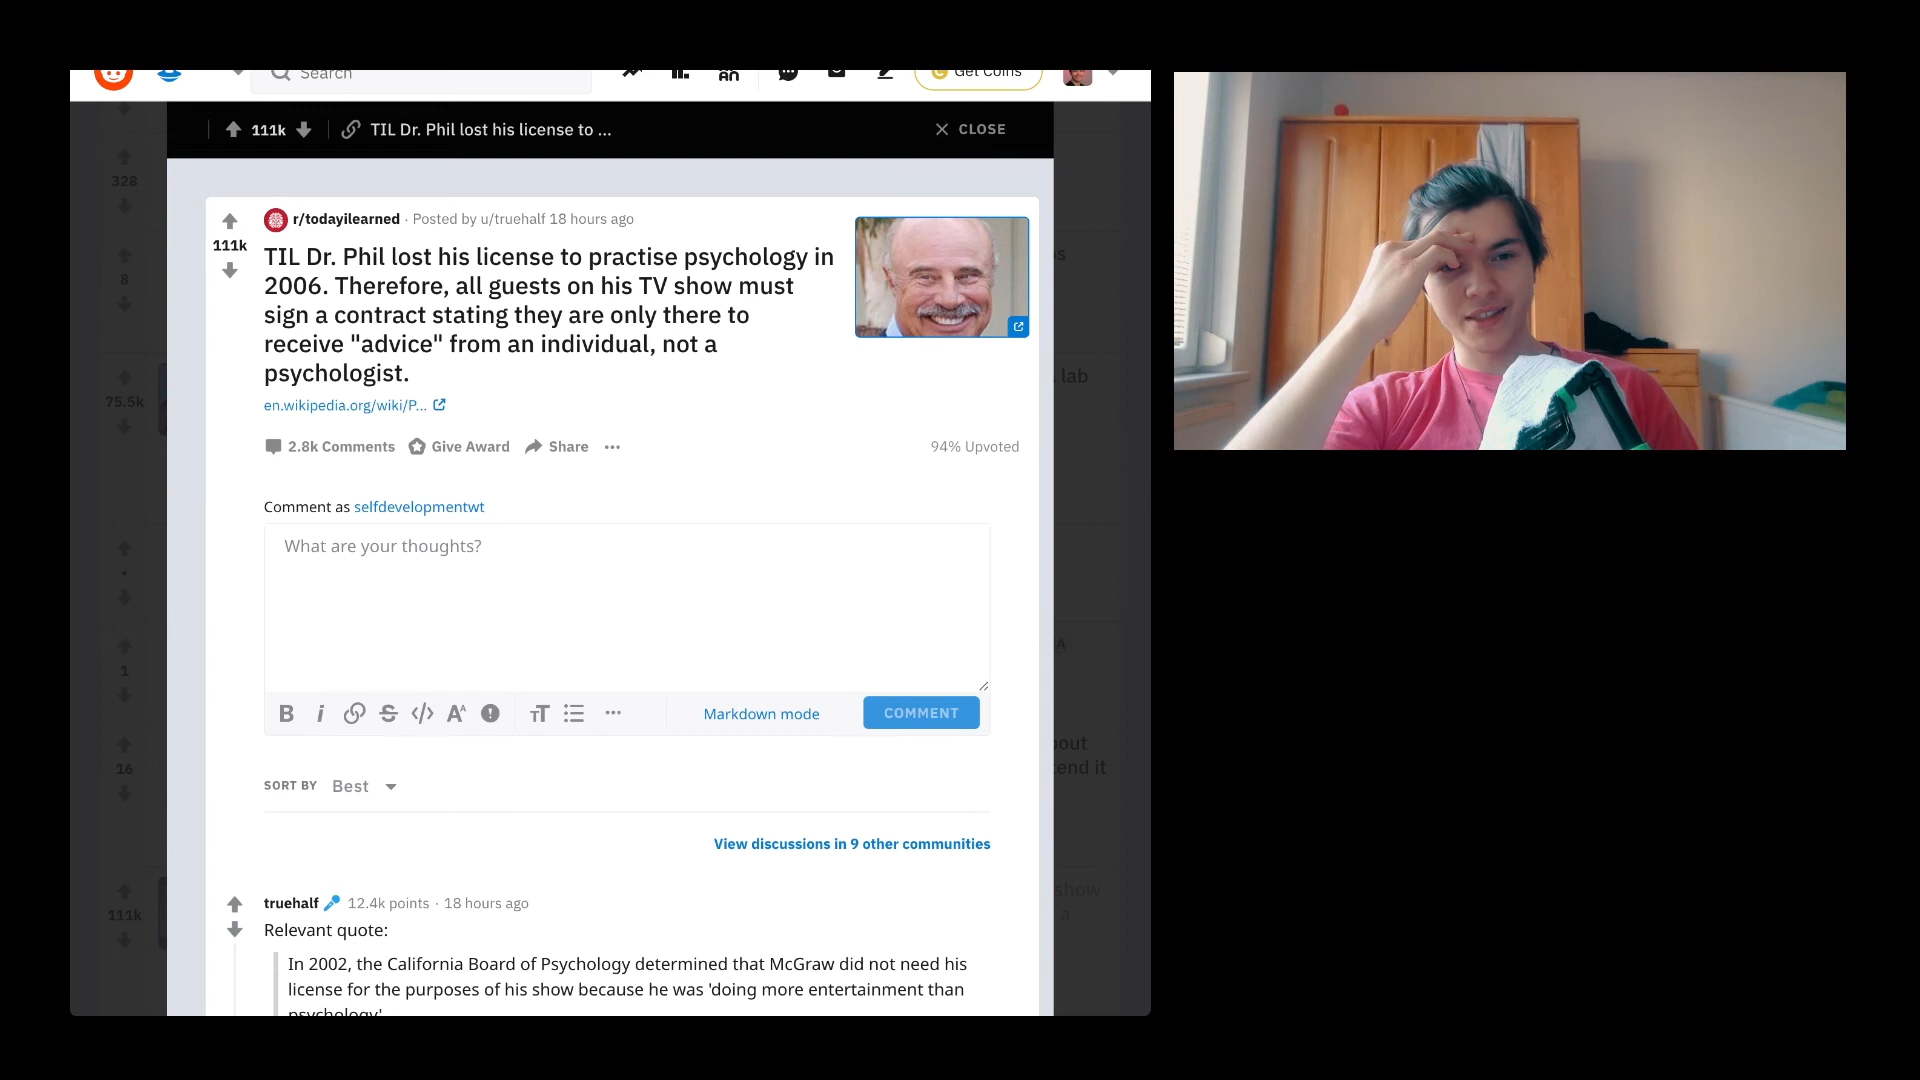 Search
Get Coins
111k
TIL Dr. Phil lost his license to ...
CLOSE
328
8
75.5k
1
16
111k
s
lab
A
bout
tend it
show
a
111k
r/todayilearned · Posted by u/truehalf 18 hours ago
TIL Dr. Phil lost his license to practise psychology in
2006. Therefore, all guests on his TV show must
sign a contract stating they are only there to
receive "advice" from an individual, not a
psychologist.
en.wikipedia.org/wiki/P...
2.8k Comments
Give Award
Share
94% Upvoted
Comment as selfdevelopmentwt
What are your thoughts?
B i S </> A T
Markdown mode
COMMENT
SORT BY Best
View discussions in 9 other communities
truehalf 12.4k points · 18 hours ago
Relevant quote:
In 2002, the California Board of Psychology determined that McGraw did not need his
license for the purposes of his show because he was 'doing more entertainment than
psychology'